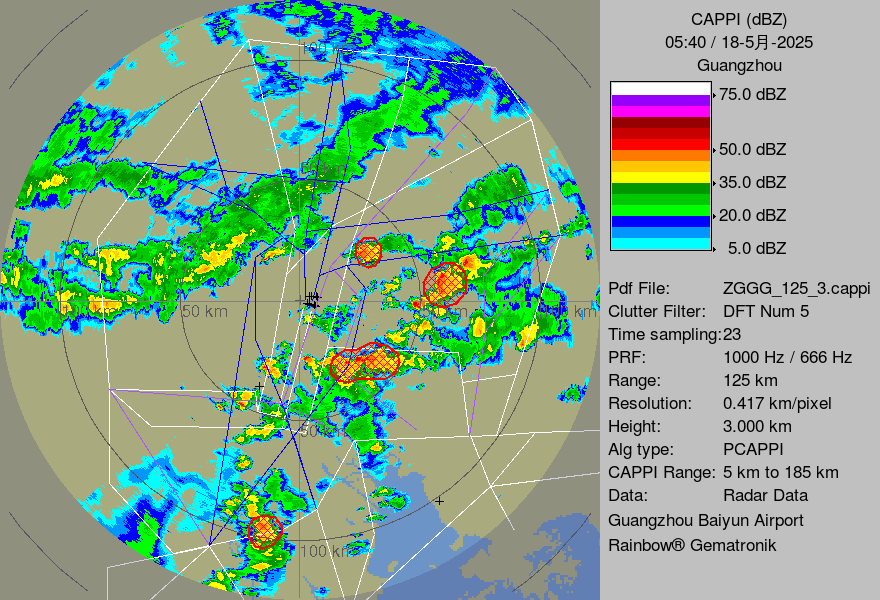 CAPPI (dBZ)
05:40 / 18-5月-2025
Guangzhou
75.0 dBZ
50.0 dBZ
35.0 dBZ
20.0 dBZ
5.0 dBZ
Pdf File: ZGGG_125_3.cappi
Clutter Filter: DFT Num 5
Time sampling:23
PRF: 1000 Hz / 666 Hz
Range: 125 km
Resolution: 0.417 km/pixel
Height: 3.000 km
Alg type: PCAPPI
CAPPI Range: 5 km to 185 km
Data: Radar Data
Guangzhou Baiyun Airport
Rainbow® Gematronik
50 km
km
50 km
100 km